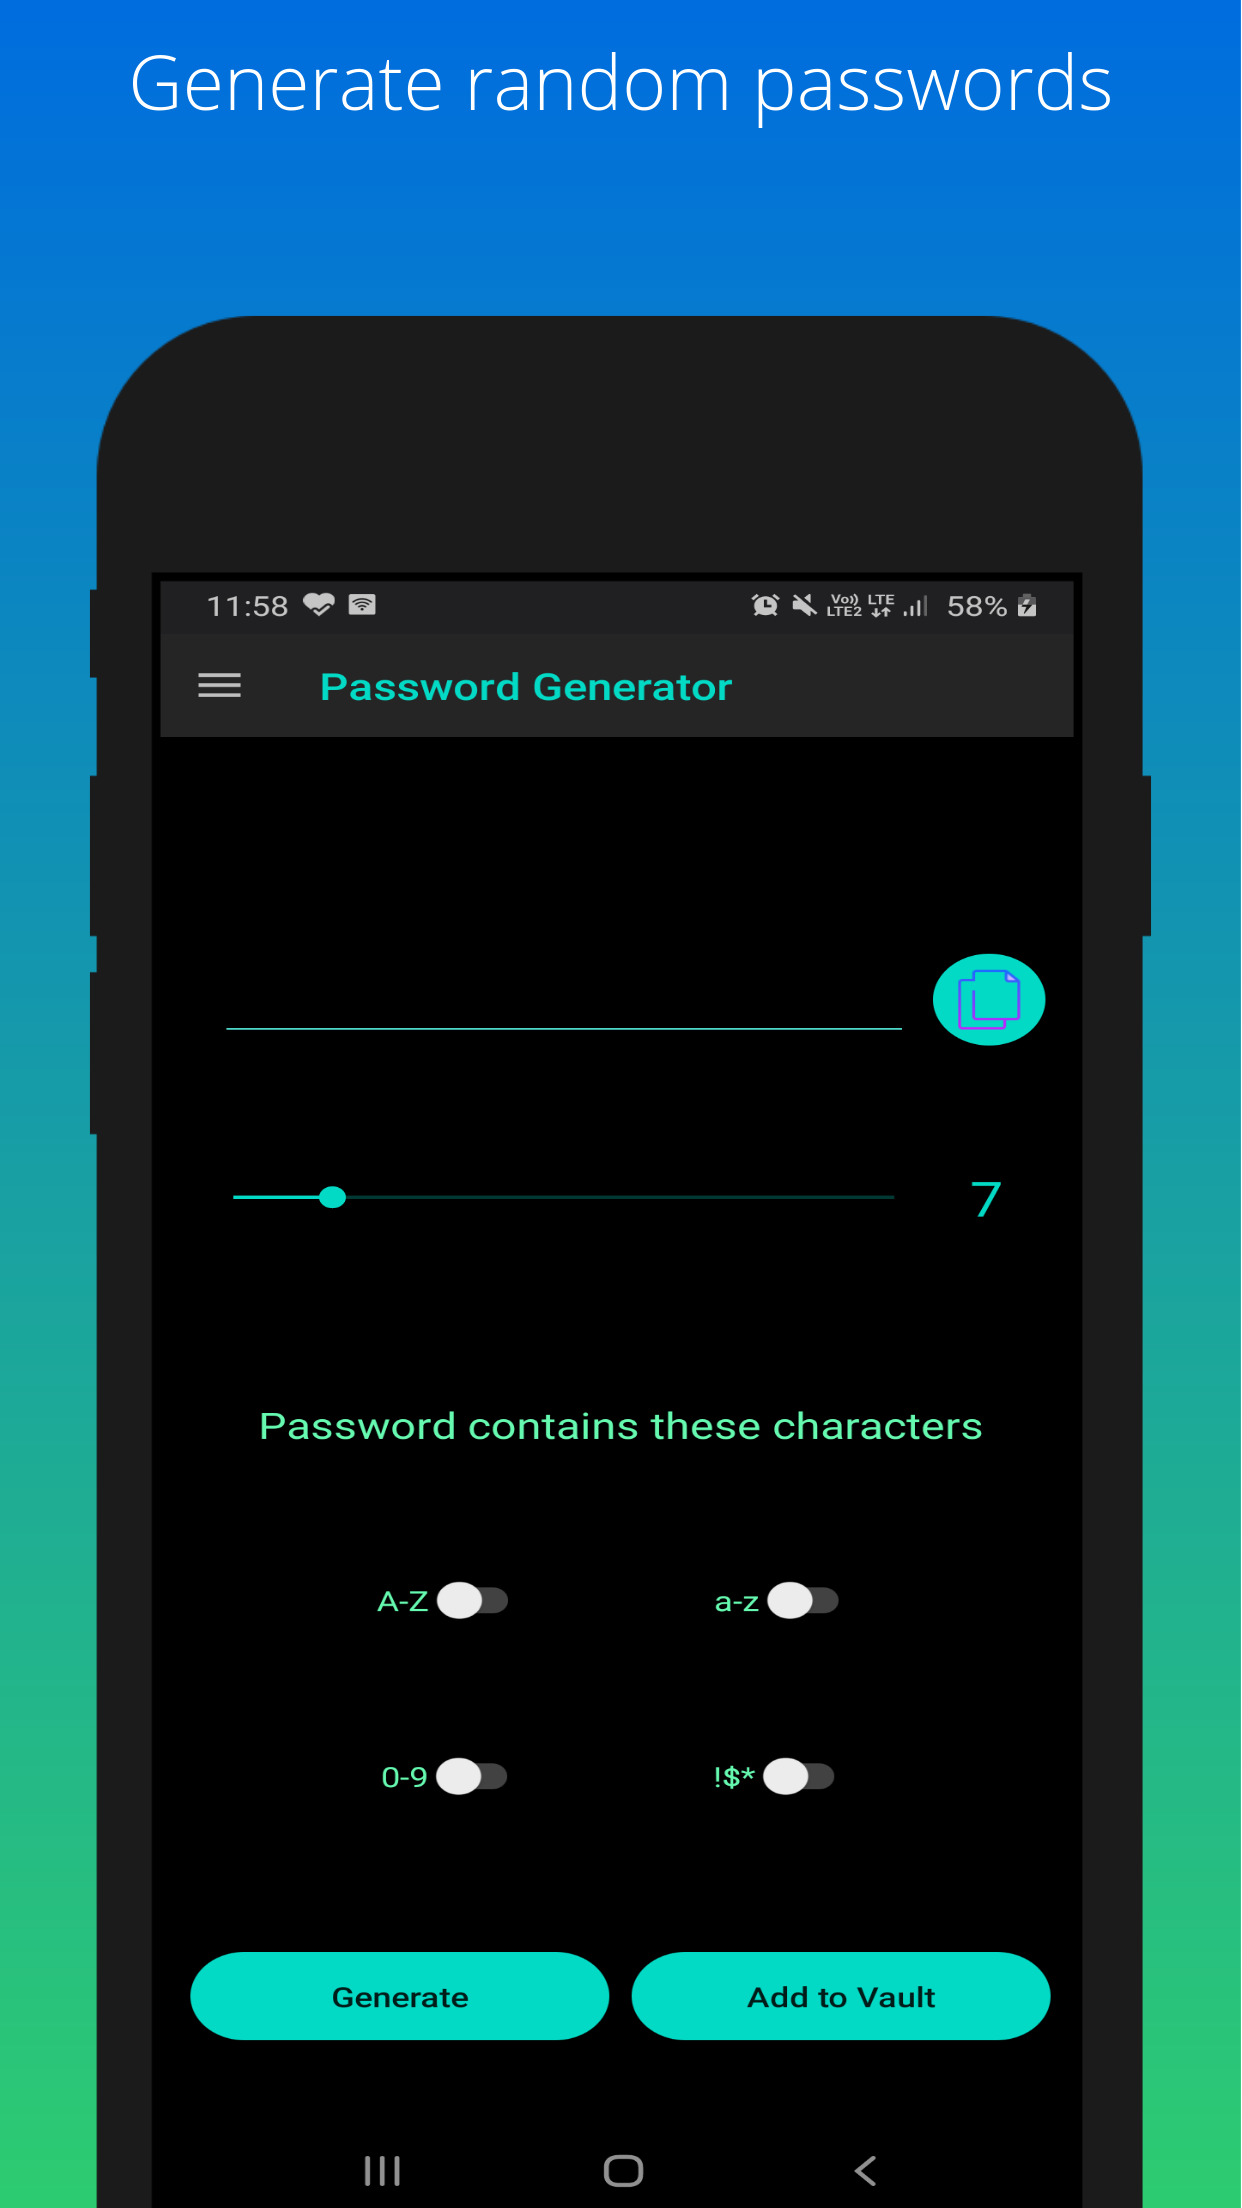 Generate random passwords
11:58
Vo)) LTE
LTE2
58%
Password Generator
7
Password contains these characters
A-Z
a-z
0-9
!$*
Generate
Add to Vault